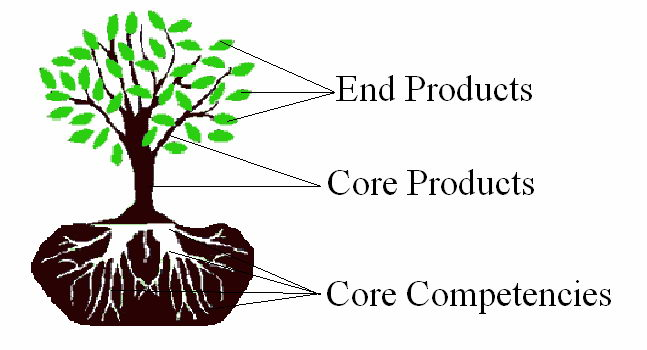 End Products
Core Products
Core Competencies